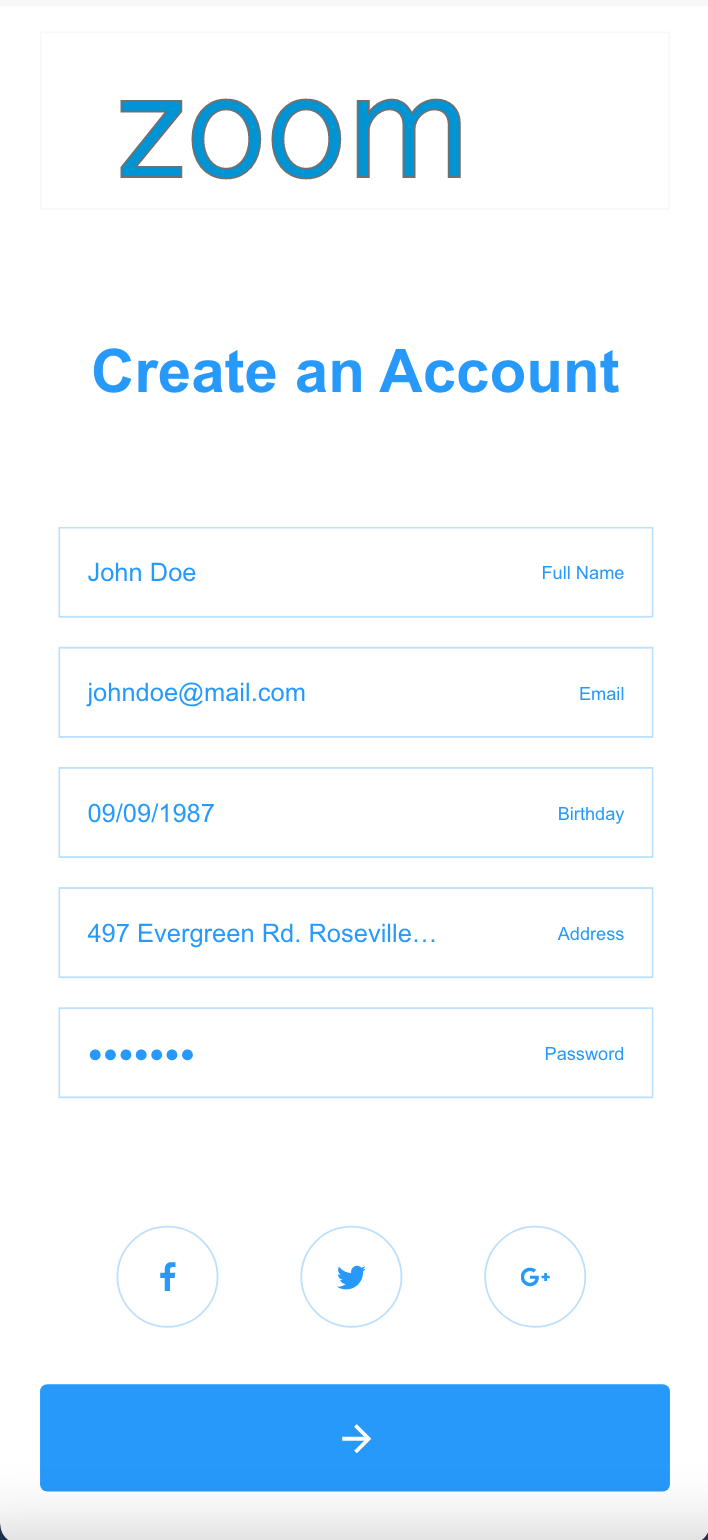 zoom
Create an Account
John Doe Full Name
johndoe@mail.com Email
09/09/1987 Birthday
497 Evergreen Rd. Roseville… Address
••••••• Password
f
G+